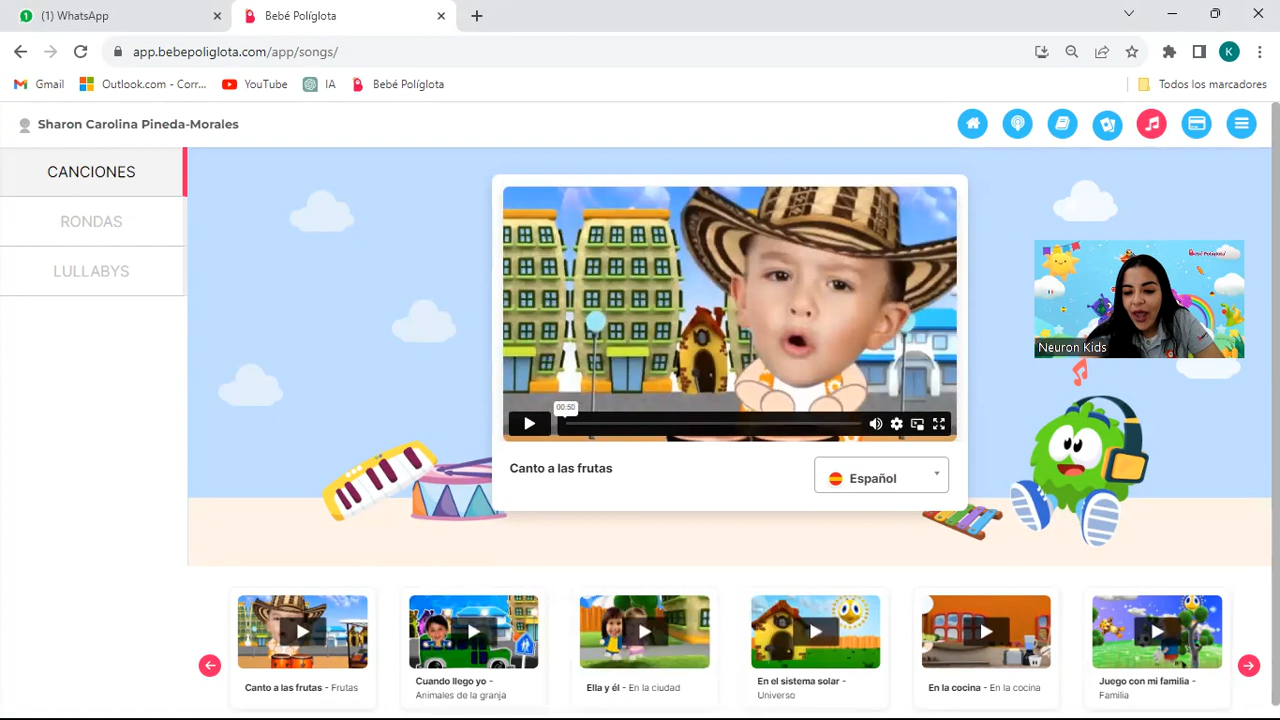 (1) WhatsApp
Bebé Políglota
app.bebepoliglota.com/app/songs/
K
Gmail
Outlook.com - Corr...
YouTube
IA
Bebé Políglota
Todos los marcadores
Sharon Carolina Pineda-Morales
CANCIONES
RONDAS
LULLABYS
00:50
Canto a las frutas
Español
Bebé Políglota
Neuron Kids
Canto a las frutas - Frutas
Cuando llego yo -
Animales de la granja
Ella y él - En la ciudad
En el sistema solar -
Universo
En la cocina - En la cocina
Juego con mi familia -
Familia